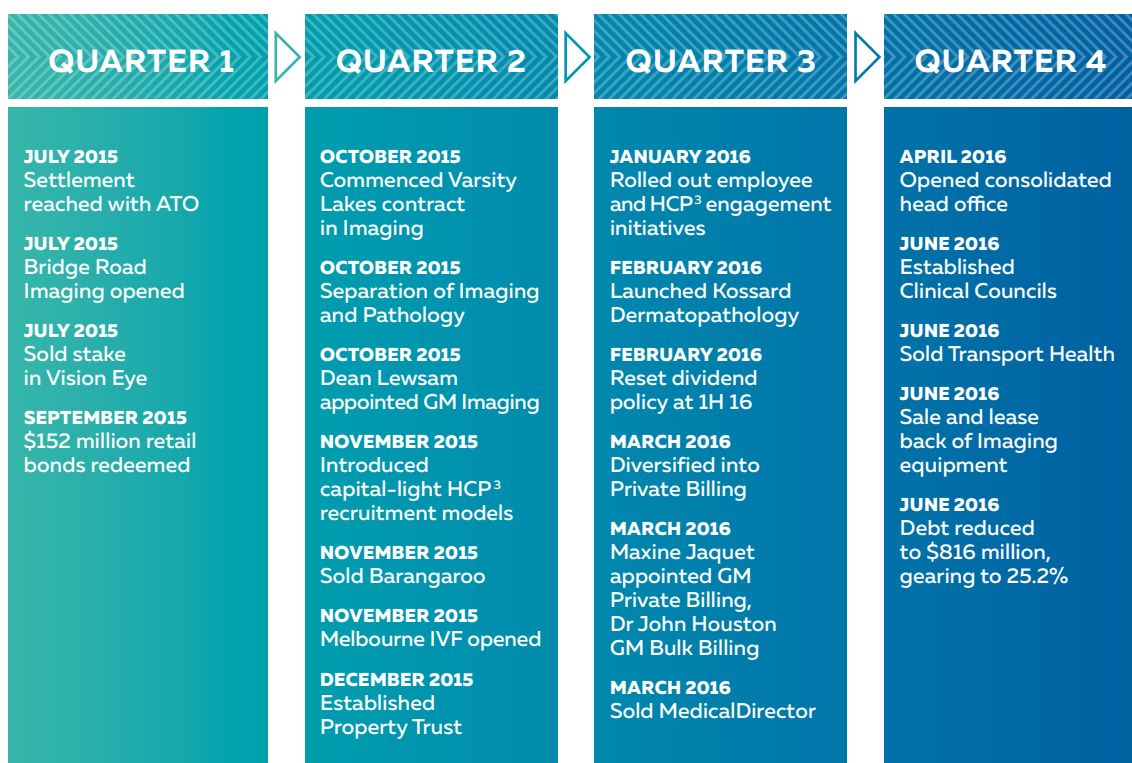 QUARTER 1
JULY 2015
Settlement
reached with ATO
JULY 2015
Bridge Road
Imaging opened
JULY 2015
Sold stake
in Vision Eye
SEPTEMBER 2015
$152 million retail
bonds redeemed
QUARTER 2
OCTOBER 2015
Commenced Varsity
Lakes contract
in Imaging
OCTOBER 2015
Separation of Imaging
and Pathology
OCTOBER 2015
Dean Lewsam
appointed GM Imaging
NOVEMBER 2015
Introduced
capital-light HCP³
recruitment models
NOVEMBER 2015
Sold Barangaroo
NOVEMBER 2015
Melbourne IVF opened
DECEMBER 2015
Established
Property Trust
QUARTER 3
JANUARY 2016
Rolled out employee
and HCP³ engagement
initiatives
FEBRUARY 2016
Launched Kossard
Dermatopathology
FEBRUARY 2016
Reset dividend
policy at 1H 16
MARCH 2016
Diversified into
Private Billing
MARCH 2016
Maxine Jaquet
appointed GM
Private Billing,
Dr John Houston
GM Bulk Billing
MARCH 2016
Sold MedicalDirector
QUARTER 4
APRIL 2016
Opened consolidated
head office
JUNE 2016
Established
Clinical Councils
JUNE 2016
Sold Transport Health
JUNE 2016
Sale and lease
back of Imaging
equipment
JUNE 2016
Debt reduced
to $816 million,
gearing to 25.2%